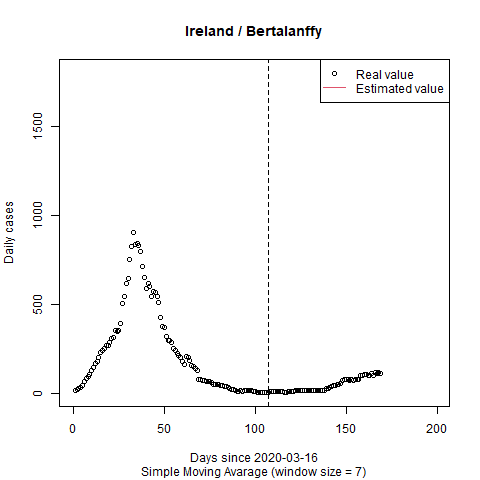 Ireland / Bertalanffy
Real value
Estimated value
Daily cases
1500
1000
500
0
0 50 100 150 200
Days since 2020-03-16
Simple Moving Avarage (window size = 7)